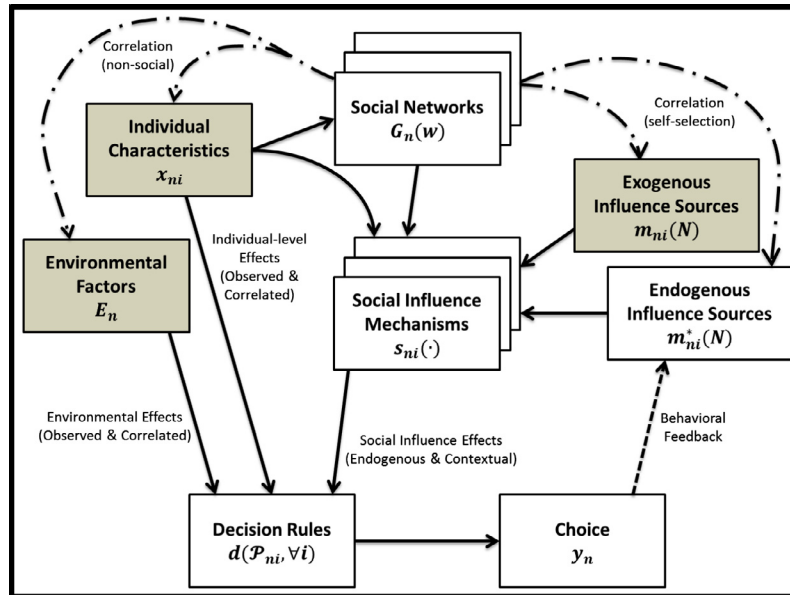 Correlation
(non-social)
Social Networks
G_n(w)
Correlation
(self-selection)
Individual
Characteristics
x_ni
Exogenous
Influence Sources
m_ni(N)
Individual-level
Effects
(Observed &
Correlated)
Environmental
Factors
E_n
Social Influence
Mechanisms
s_ni(·)
Endogenous
Influence Sources
m*_ni(N)
Environmental Effects
(Observed & Correlated)
Social Influence Effects
(Endogenous & Contextual)
Behavioral
Feedback
Decision Rules
d(𝒫_ni, ∀i)
Choice
y_n